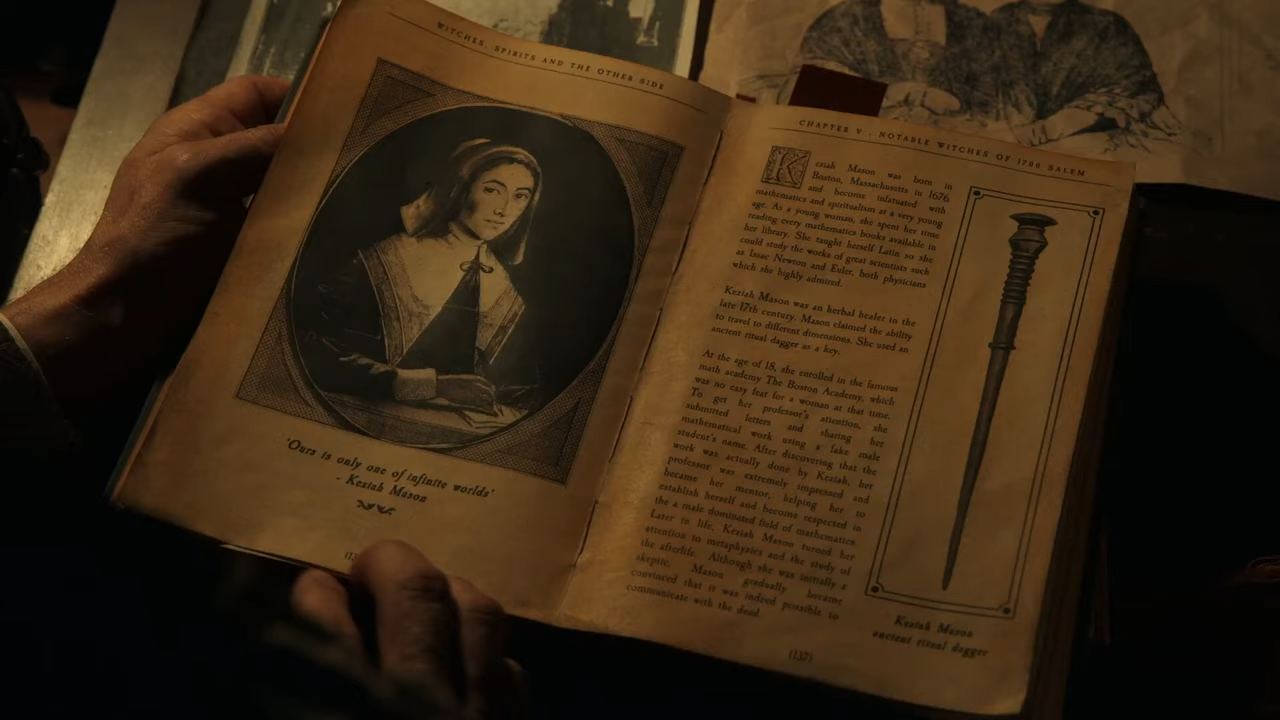 WITCHES, SPIRITS AND THE OTHER SIDE
'Ours is only one of infinite worlds'
- Keziah Mason
CHAPTER V - NOTABLE WITCHES OF 1700 SALEM
Keziah Mason was born in
Boston, Massachusetts in 1676
and become infatuated with
mathematics and spiritualism at a very young
age. As a young woman, she spent her time
reading every mathematics books available in
her library. She taught herself Latin so she
could study the works of great scientists such
as Isaac Newton and Euler, both physicians
which she highly admired.
Keziah Mason was an herbal healer in the
late 17th century. Mason claimed the ability
to travel to different dimensions. She used an
ancient ritual dagger as a key.
At the age of 18, she enrolled in the famous
math academy The Boston Academy, which
was no easy feat for a woman at that time.
To get her professor's attention, she
submitted letters and sharing her
mathematical work using a fake male
student's name. After discovering that the
work was actually done by Keziah, her
professor was extremely impressed and
became her mentor, helping her to
establish herself and become respected in
the a male dominated field of mathematics.
Later in life, Keziah Mason turned her
attention to metaphysics and the study of
the afterlife. Although she was initially a
skeptic, Mason gradually became
convinced that it was indeed possible to
communicate with the dead.
Keziah Mason
ancient ritual dagger
(137)